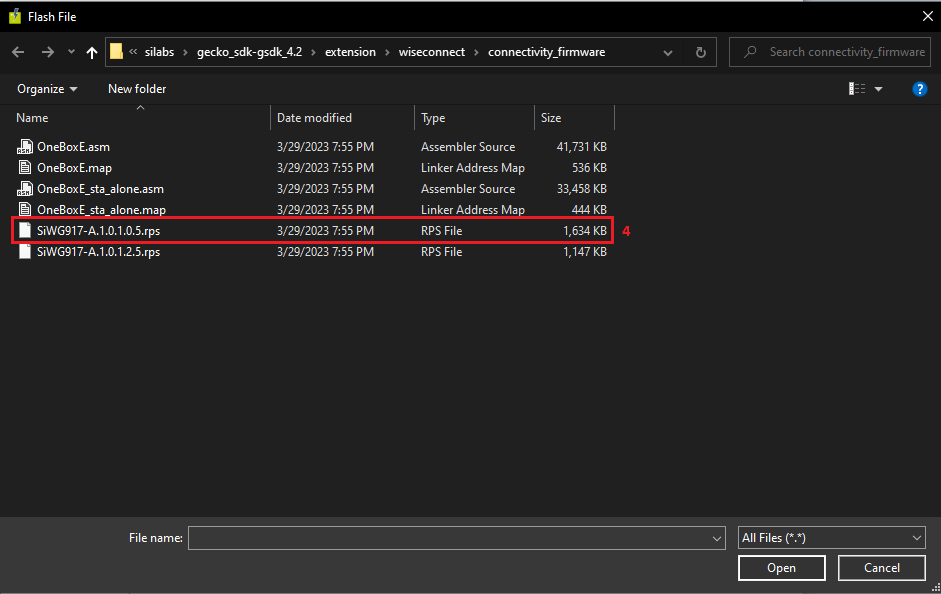 Flash File
« silabs > gecko_sdk-gsdk_4.2 > extension > wiseconnect > connectivity_firmware
Search connectivity_firmware
Organize New folder ?
Name Date modified Type Size
ASM OneBoxE.asm 3/29/2023 7:55 PM Assembler Source 41,731 KB
OneBoxE.map 3/29/2023 7:55 PM Linker Address Map 536 KB
ASM OneBoxE_sta_alone.asm 3/29/2023 7:55 PM Assembler Source 33,458 KB
OneBoxE_sta_alone.map 3/29/2023 7:55 PM Linker Address Map 444 KB
SiWG917-A.1.0.1.0.5.rps 3/29/2023 7:55 PM RPS File 1,634 KB 4
SiWG917-A.1.0.1.2.5.rps 3/29/2023 7:55 PM RPS File 1,147 KB
File name: All Files (*.*)
Open Cancel